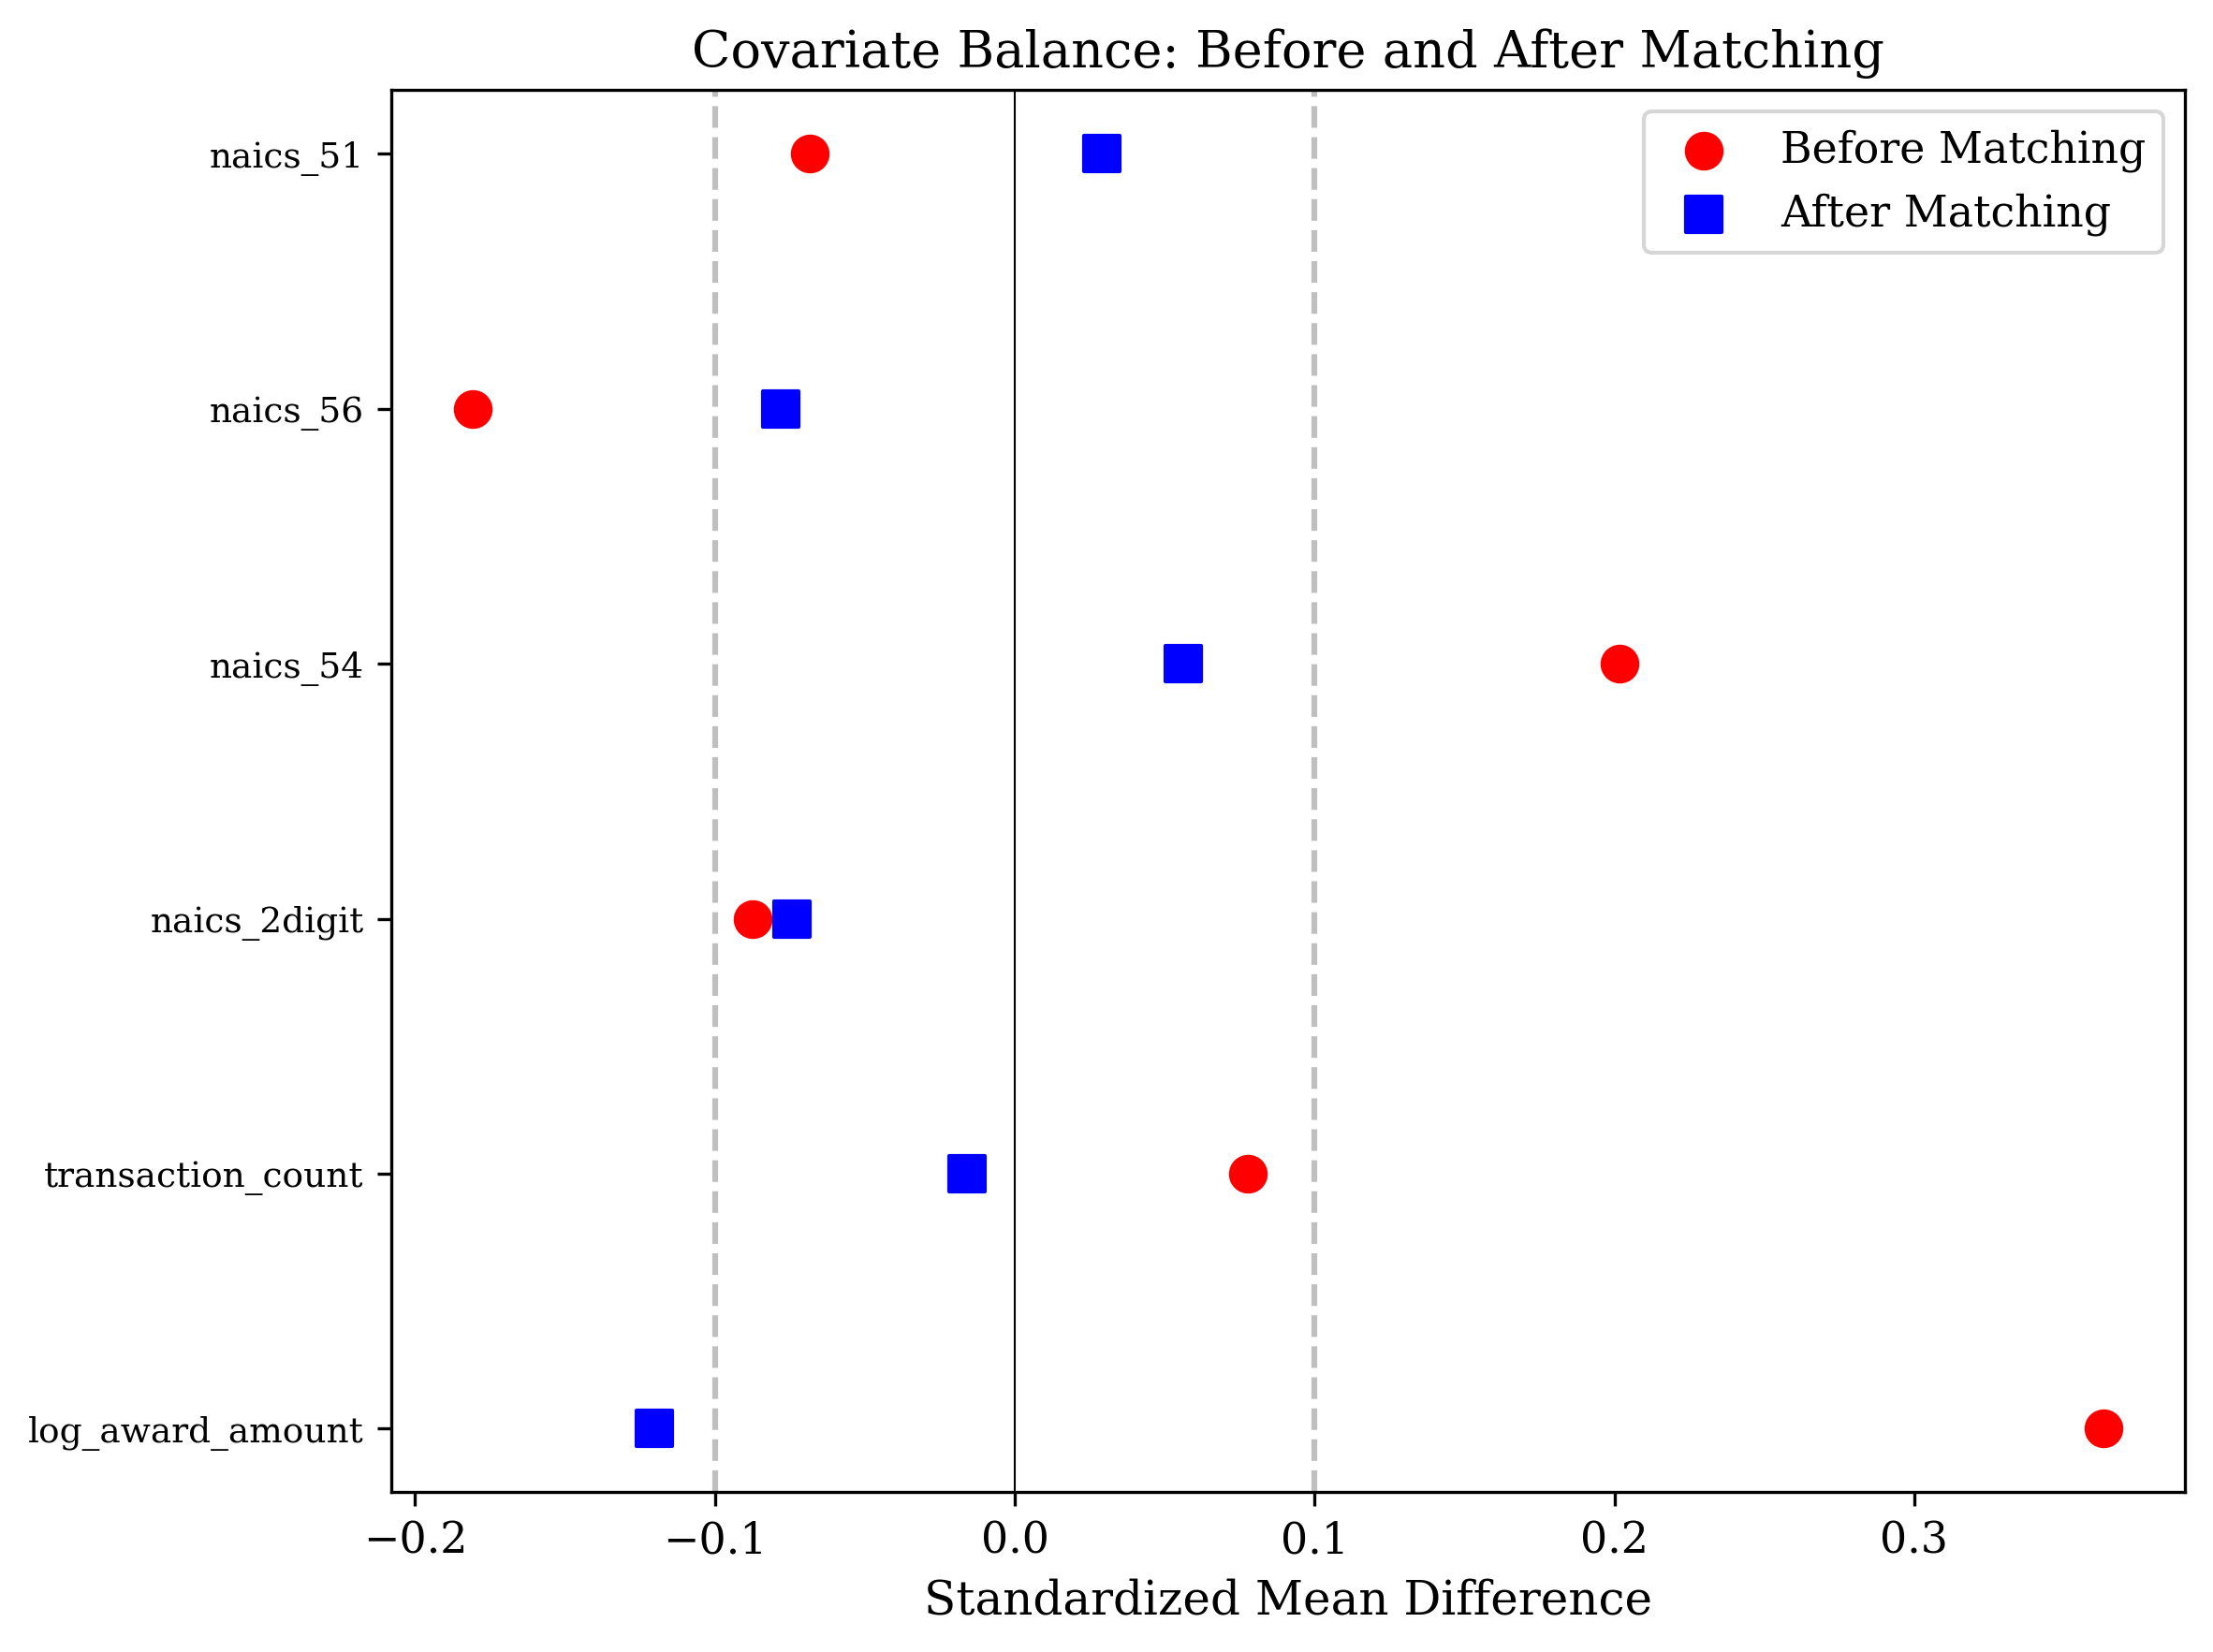 Covariate Balance: Before and After Matching
Before Matching
After Matching
naics_51
naics_56
naics_54
naics_2digit
transaction_count
log_award_amount
−0.2 −0.1 0.0 0.1 0.2 0.3
Standardized Mean Difference